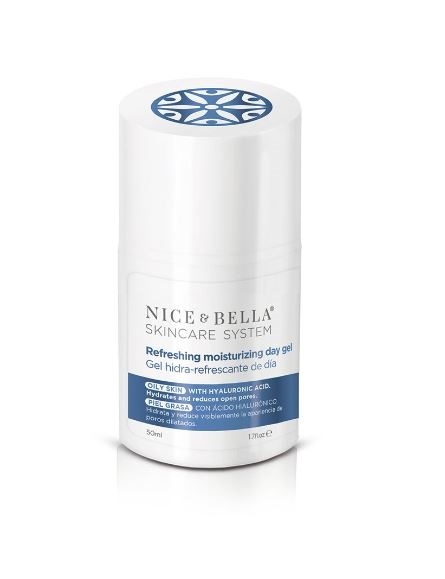 NICE & BELLA®
SKINCARE SYSTEM
Refreshing moisturizing day gel
Gel hidra-refrescante de día
OILY SKIN WITH HYALURONIC ACID.
Hydrates and reduces open pores.
PIEL GRASA CON ÁCIDO HIALURÓNICO
Hidrata y reduce visiblemente la apariencia de
poros dilatados.
50ml 1.7fl.oz ℮